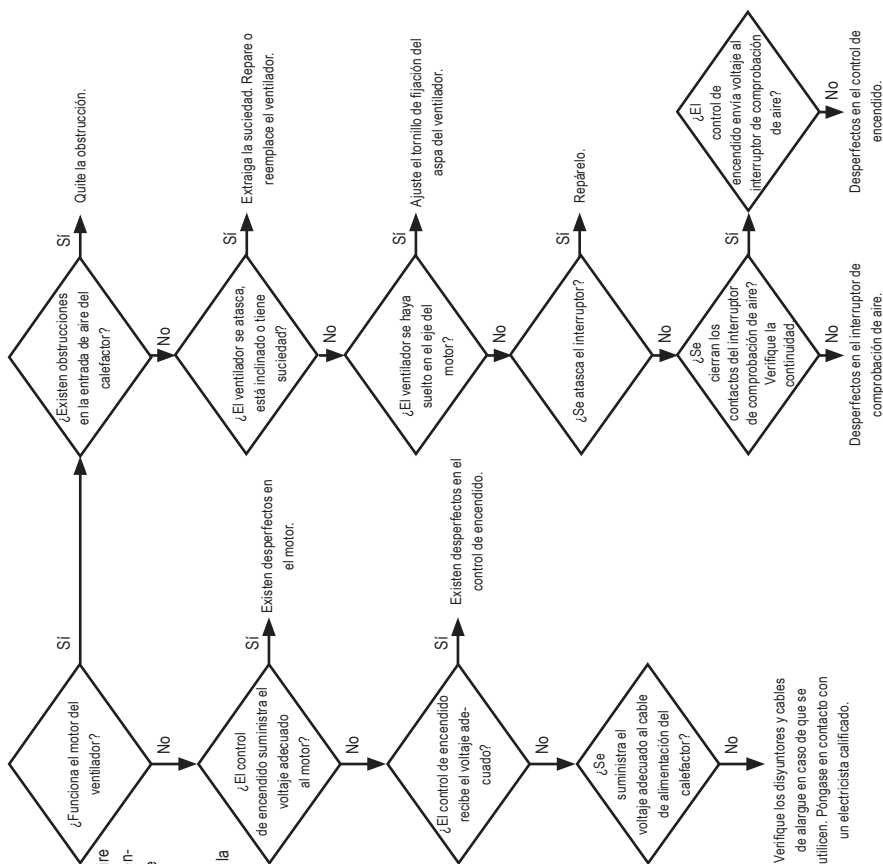 ¿Funciona el motor del
ventilador?
Sí
No
¿El control
de encendido suministra el
voltaje adecuado
al motor?
Sí
Existen desperfectos en
el motor.
No
¿El control de encendido
recibe el voltaje ade-
cuado?
Sí
Existen desperfectos en el
control de encendido.
No
¿Se
suministra el
voltaje adecuado al cable
de alimentación del
calefactor?
No
Verifique los disyuntores y cables
de alargue en caso de que se
utilicen. Póngase en contacto con
un electricista calificado.
¿Existen obstrucciones
en la entrada de aire del
calefactor?
Sí
Quite la obstrucción.
No
¿El ventilador se atasca,
está inclinado o tiene
suciedad?
Sí
Extraiga la suciedad. Repare o
reemplace el ventilador.
No
¿El ventilador se haya
suelto en el eje del
motor?
Sí
Ajuste el tornillo de fijación del
aspa del ventilador.
No
¿Se atasca el interruptor?
Sí
Repárelo.
No
¿Se
cierran los
contactos del interruptor
de comprobación de aire?
Verifique la
continuidad
Sí
No
Desperfectos en el interruptor de
comprobación de aire.
¿El
control de
encendido envía voltaje al
interruptor de comprobación
de aire?
No
Desperfectos en el control de
encendido.
ire
en-
e
la